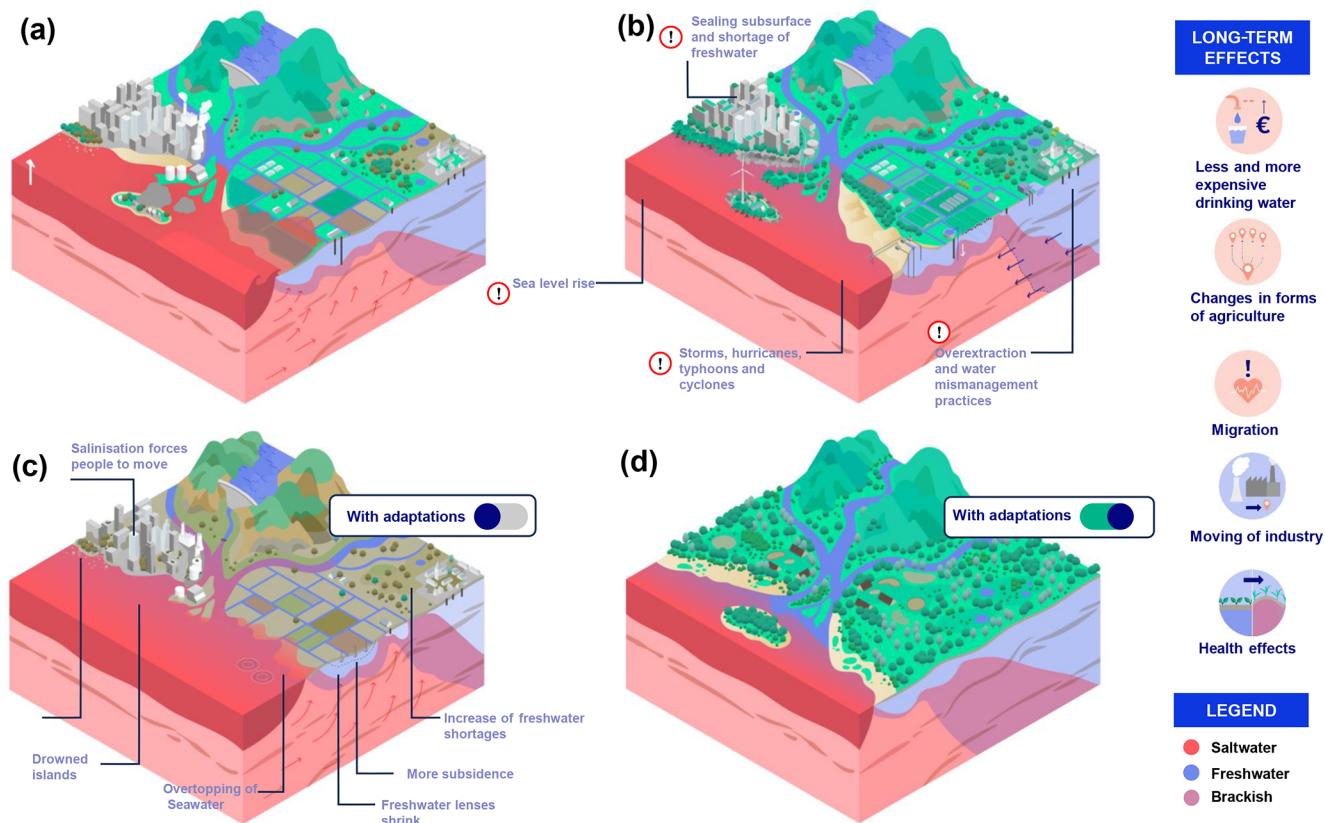 (a)
(b)
! Sealing subsurface
and shortage of
freshwater
! Sea level rise
! Storms, hurricanes,
typhoons and
cyclones
!
Overextraction
and water
mismanagement
practices
(c)
Salinisation forces
people to move
With adaptations
Drowned
islands
Overtopping of
Seawater
Freshwater lenses
shrink
More subsidence
Increase of freshwater
shortages
(d)
With adaptations
LONG-TERM
EFFECTS
€
Less and more
expensive
drinking water
Changes in forms
of agriculture
!
Migration
Moving of industry
Health effects
LEGEND
Saltwater
Freshwater
Brackish